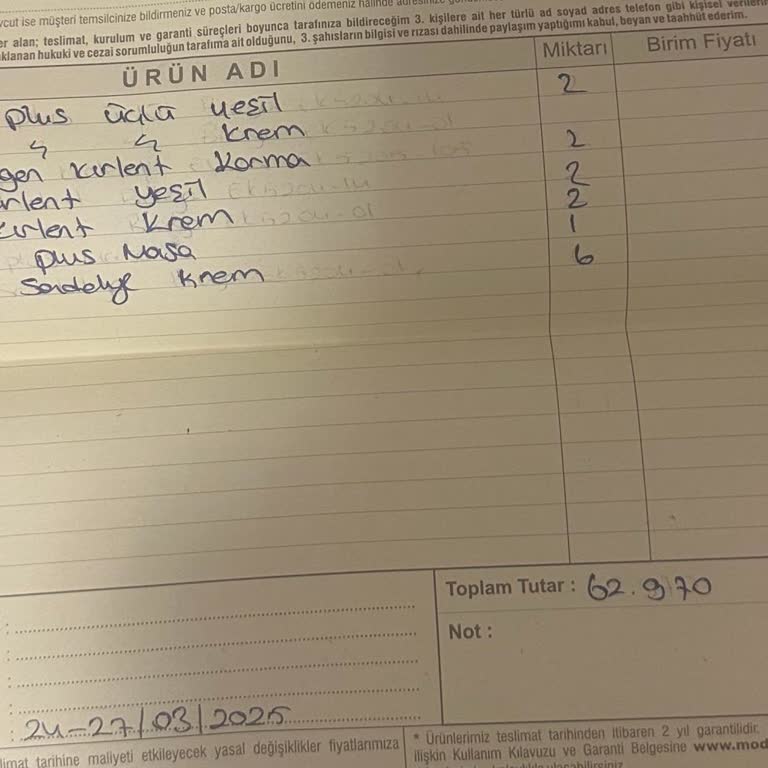 vcut ise müşteri temsilcinize bildirmeniz ve posta/kargo ücretini ödemeniz halinde
er alan; teslimat, kurulum ve garanti süreçleri boyunca tarafınıza bildireceğim 3. kişilere ait her türlü ad soyad adres telefon gibi kişisel
klanan hukuki ve cezai sorumluluğun tarafıma ait olduğunu, 3. şahısların bilgisi ve rızası dahilinde paylaşım yaptığımı kabul, beyan ve taahhüt ederim.
ÜRÜN ADI Miktarı Birim Fiyatı
plus üçlü yeşil 2
〃 〃 Krem
gen kırlent Karma 2
ırlent yeşil 2
kırlent Krem 2
plus Masa 1
Sandalye Krem 6
Toplam Tutar : 62.970
Not :
24-27/03/2025
limat tarihine maliyeti etkileyecek yasal değişiklikler fiyatlarımıza
* Ürünlerimiz teslimat tarihinden itibaren 2 yıl garantilidir.
ilişkin Kullanım Kılavuzu ve Garanti Belgesine www.mod